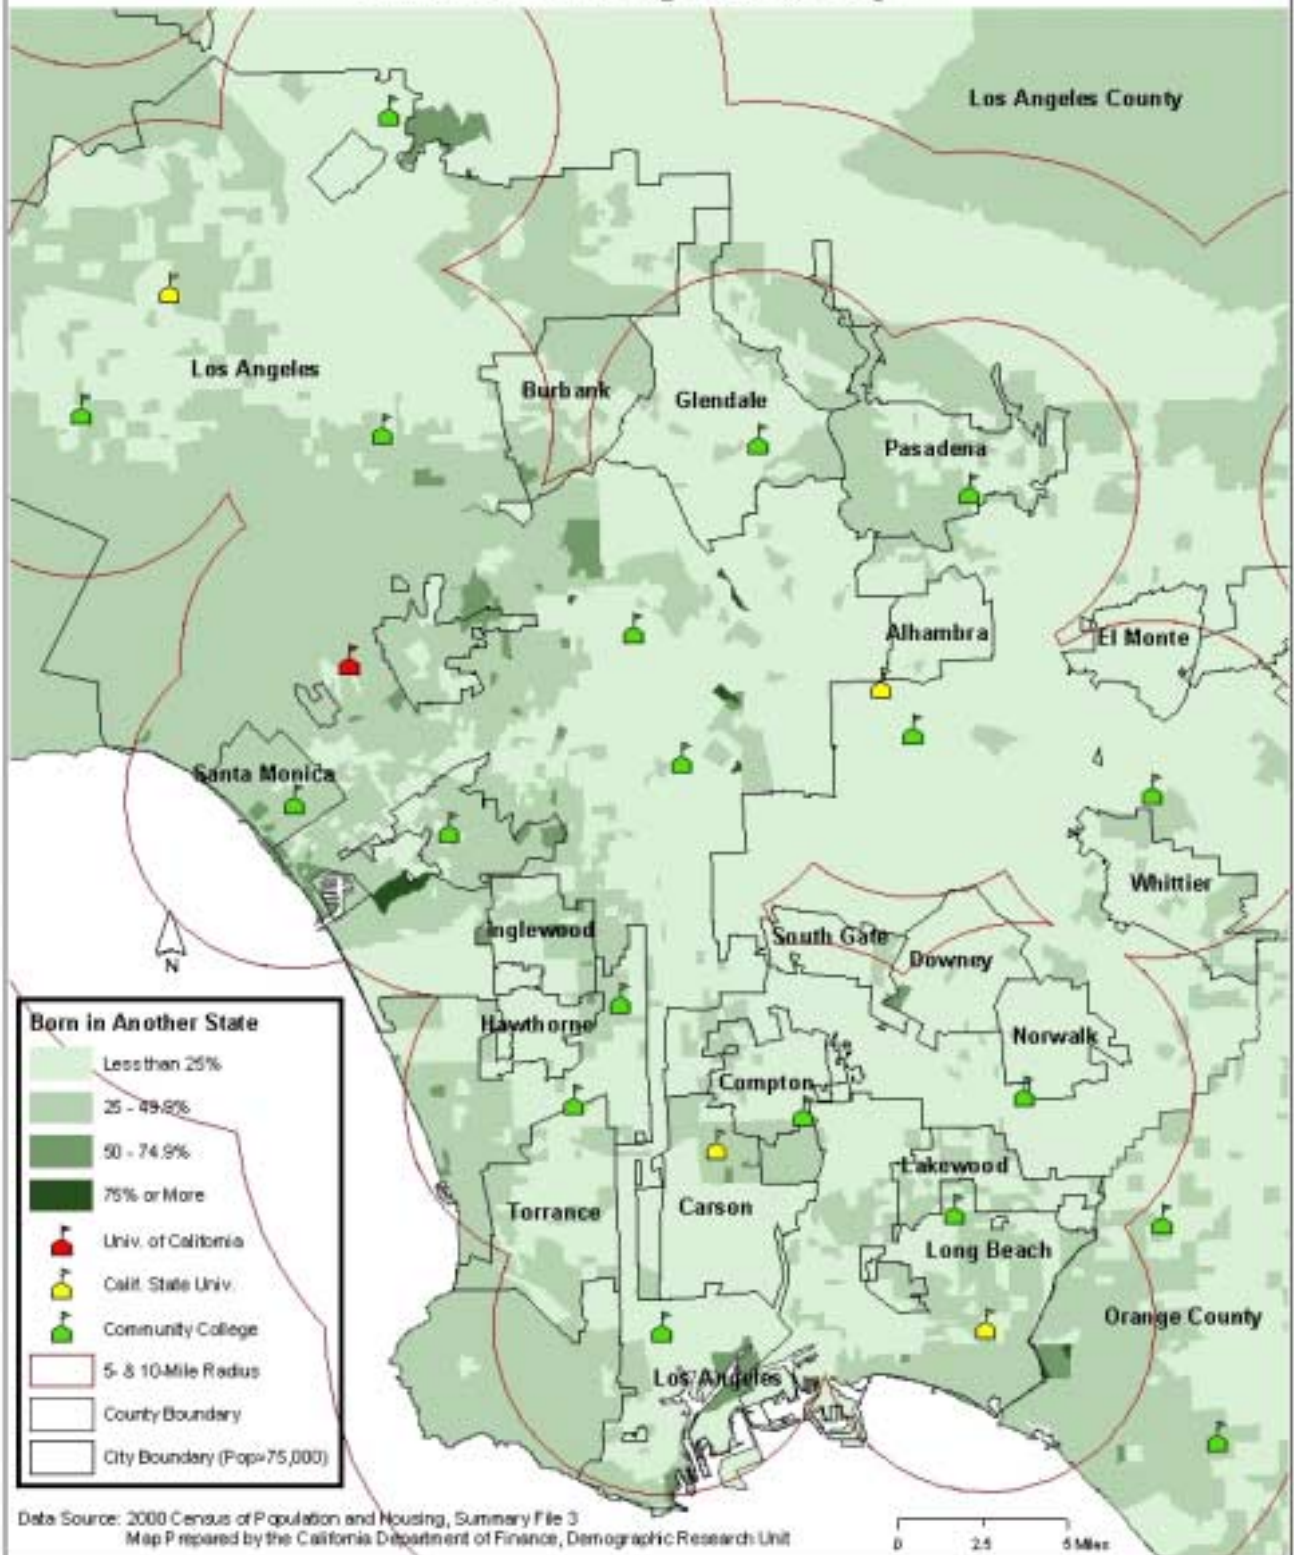 Los Angeles County
Los Angeles
Burbank
Glendale
Pasadena
Alhambra
El Monte
Santa Monica
Whittier
Inglewood
South Gate
Downey
N
Hawthorne
Norwalk
Compton
Lakewood
Torrance
Carson
Long Beach
Orange County
Los Angeles
Born in Another State
Less than 25%
25 - 49.9%
50 - 74.9%
75% or More
Univ. of California
Calif. State Univ.
Community College
5- & 10-Mile Radius
County Boundary
City Boundary (Pop>75,000)
Data Source: 2000 Census of Population and Housing, Summary File 3
Map Prepared by the California Department of Finance, Demographic Research Unit
0 2.5 5 Miles